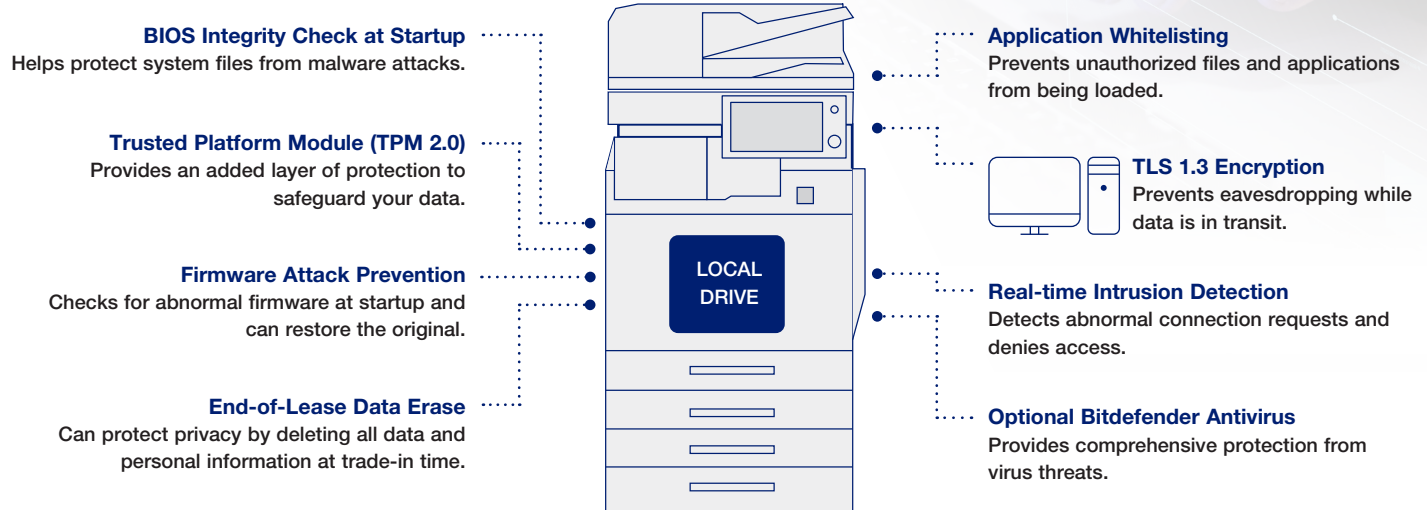 BIOS Integrity Check at Startup
Helps protect system files from malware attacks.
Trusted Platform Module (TPM 2.0)
Provides an added layer of protection to
safeguard your data.
Firmware Attack Prevention
Checks for abnormal firmware at startup and
can restore the original.
End-of-Lease Data Erase
Can protect privacy by deleting all data and
personal information at trade-in time.
LOCAL
DRIVE
Application Whitelisting
Prevents unauthorized files and applications
from being loaded.
TLS 1.3 Encryption
Prevents eavesdropping while
data is in transit.
Real-time Intrusion Detection
Detects abnormal connection requests and
denies access.
Optional Bitdefender Antivirus
Provides comprehensive protection from
virus threats.